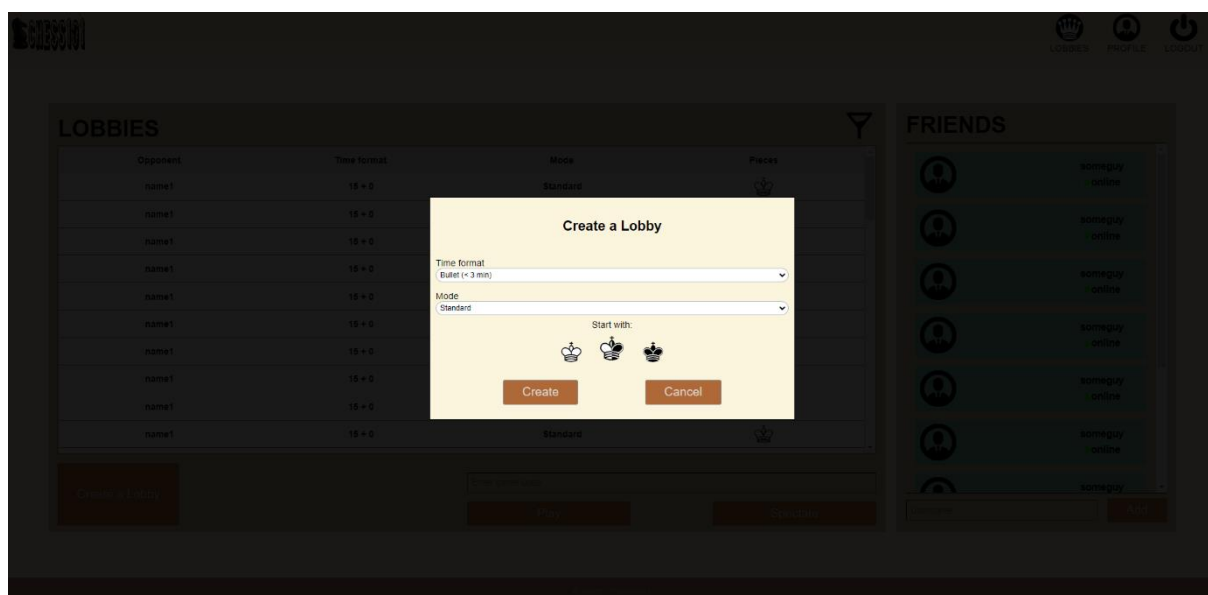 LOBBIES PROFILE LOGOUT
LOBBIES
FRIENDS
Opponent Time format Mode Pieces
name1 15 + 0 Standard
name1 15 + 0
name1 15 + 0
name1 15 + 0
name1 15 + 0
name1 15 + 0
name1 15 + 0
name1 15 + 0
name1 15 + 0
name1 15 + 0 Standard
Create a Lobby
Time format
Bullet (< 3 min)
Mode
Standard
Start with:
Create Cancel
someguy
online
someguy
online
someguy
online
someguy
online
someguy
online
someguy
online
someguy
Create a Lobby
Play Spectate
Add